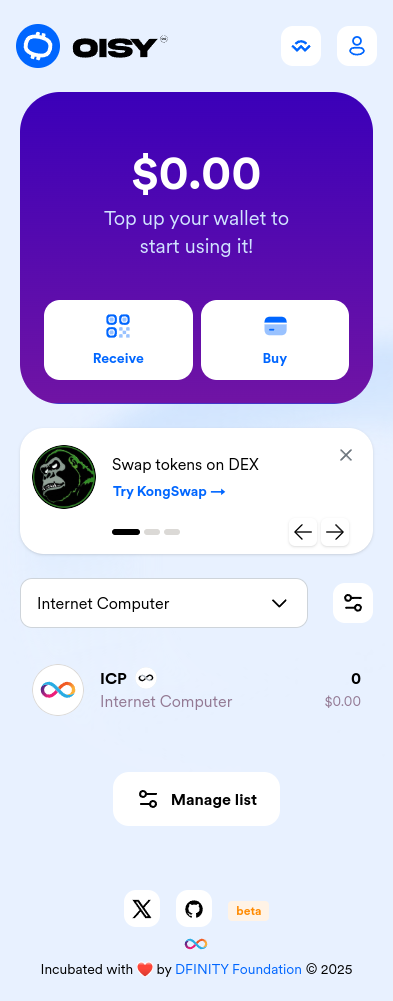 OISY
$0.00
Top up your wallet to
start using it!
Receive
Buy
Swap tokens on DEX
Try KongSwap →
Internet Computer
ICP
0
Internet Computer
$0.00
Manage list
beta
Incubated with ❤️ by DFINITY Foundation © 2025